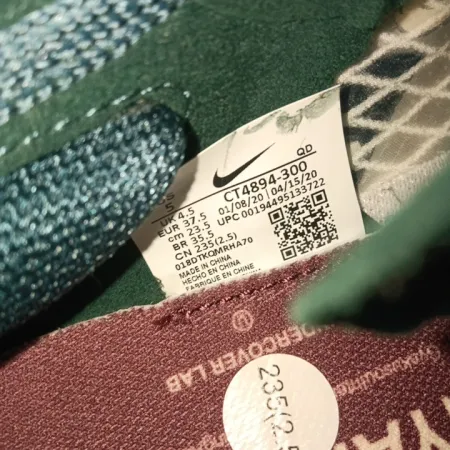 QD
CT4894-300
01/08/20 | 04/15/20
UPC 00194495133722
UK 4.5
EUR 37.5
cm 23.5
BR 35.5
CN 235(2.5)
018DTKQMRHA70
MADE IN CHINA
HECHO EN CHINA
FABRIQUE EN CHINE
UNDERCOVER LAB
235(2.5